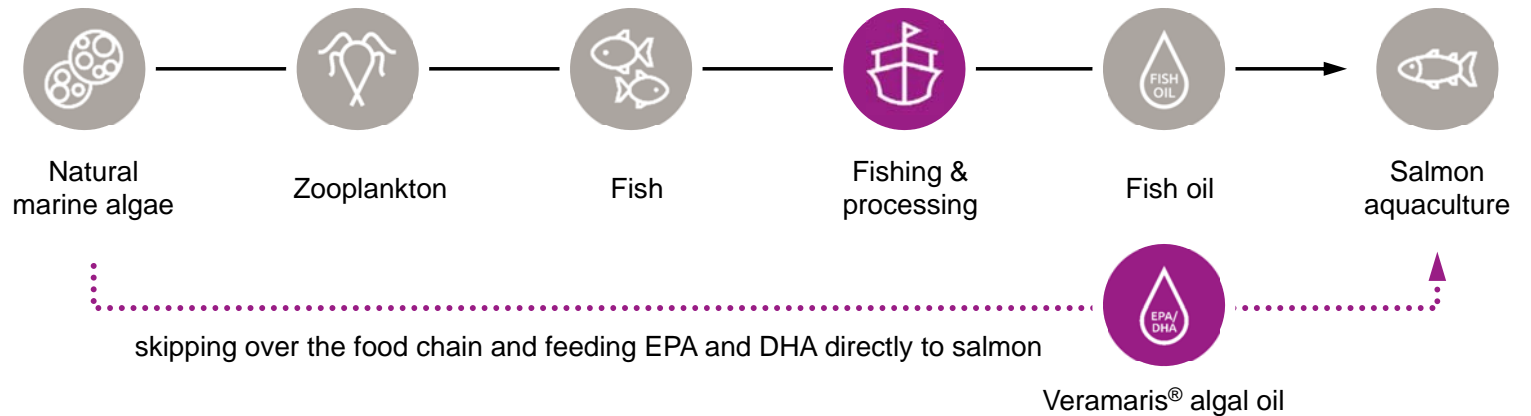 FISH
OIL
Natural
marine algae
Zooplankton
Fish
Fishing &
processing
Fish oil
Salmon
aquaculture
EPA/
DHA
skipping over the food chain and feeding EPA and DHA directly to salmon
Veramaris® algal oil